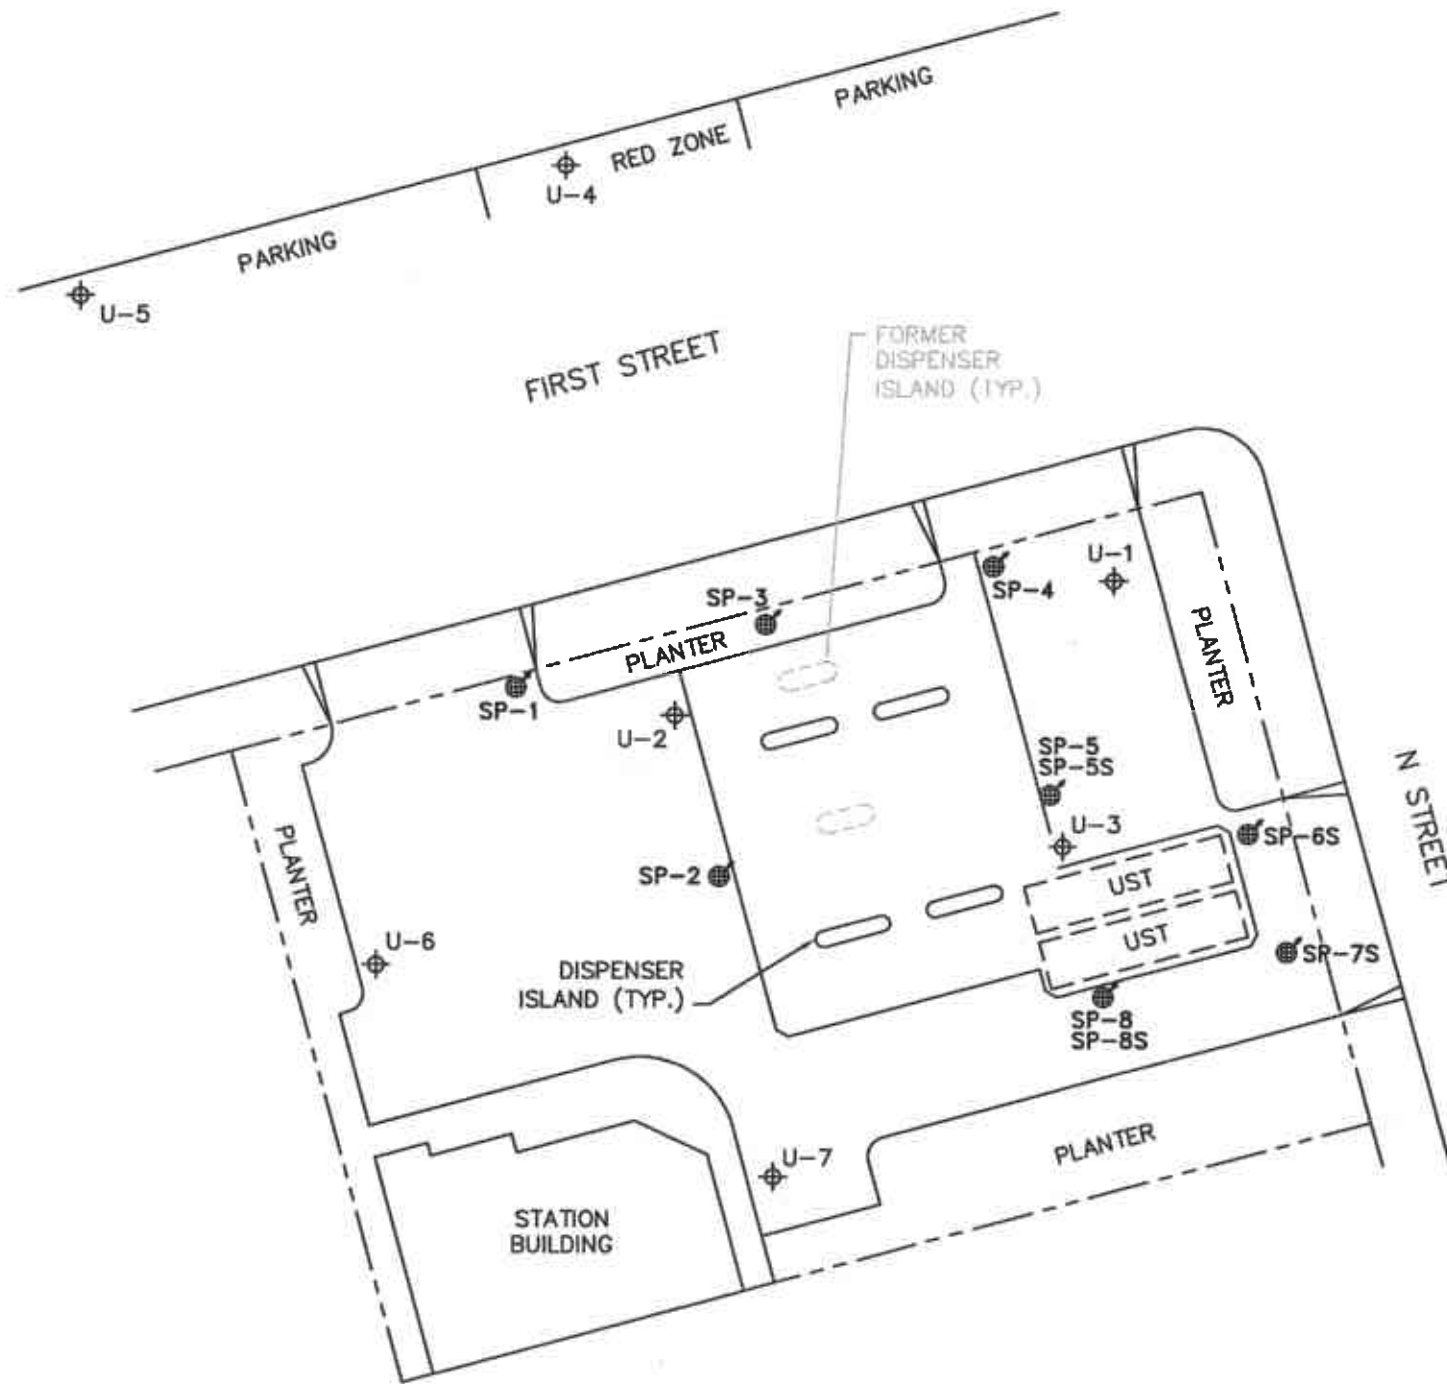 PARKING
RED ZONE
U-4
PARKING
U-5
FIRST STREET
FORMER
DISPENSER
ISLAND (TYP.)
U-1
SP-4
SP-3
PLANTER
PLANTER
SP-1
U-2
SP-5
SP-5S
N STREET
U-3
SP-6S
PLANTER
SP-2
UST
UST
U-6
SP-7S
DISPENSER
ISLAND (TYP.)
SP-8
SP-8S
PLANTER
U-7
STATION
BUILDING